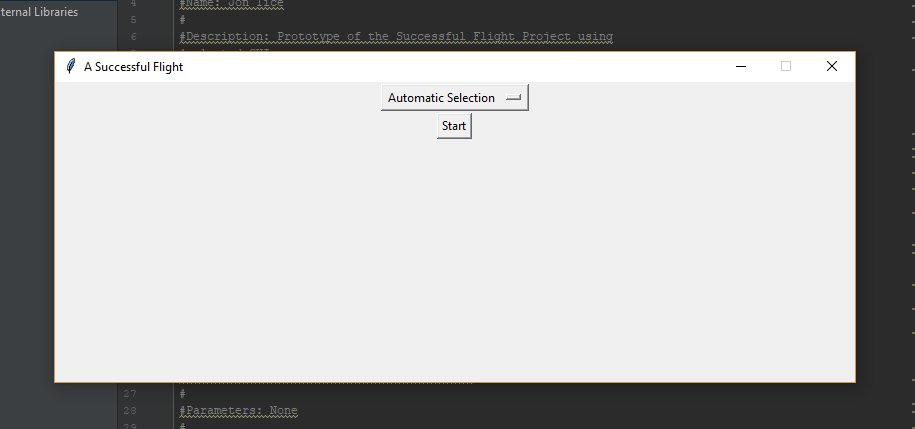 ternal Libraries
4
#Name: Jon Tice
5
#
6
#Description: Prototype of the Successful Flight Project using
A Successful Flight
Automatic Selection
Start
27
#
28
#Parameters: None
29
#